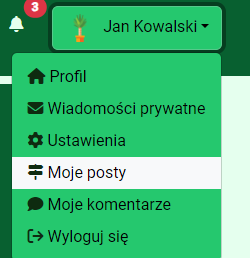 3
Jan Kowalski
Profil
Wiadomości prywatne
Ustawienia
Moje posty
Moje komentarze
Wyloguj się